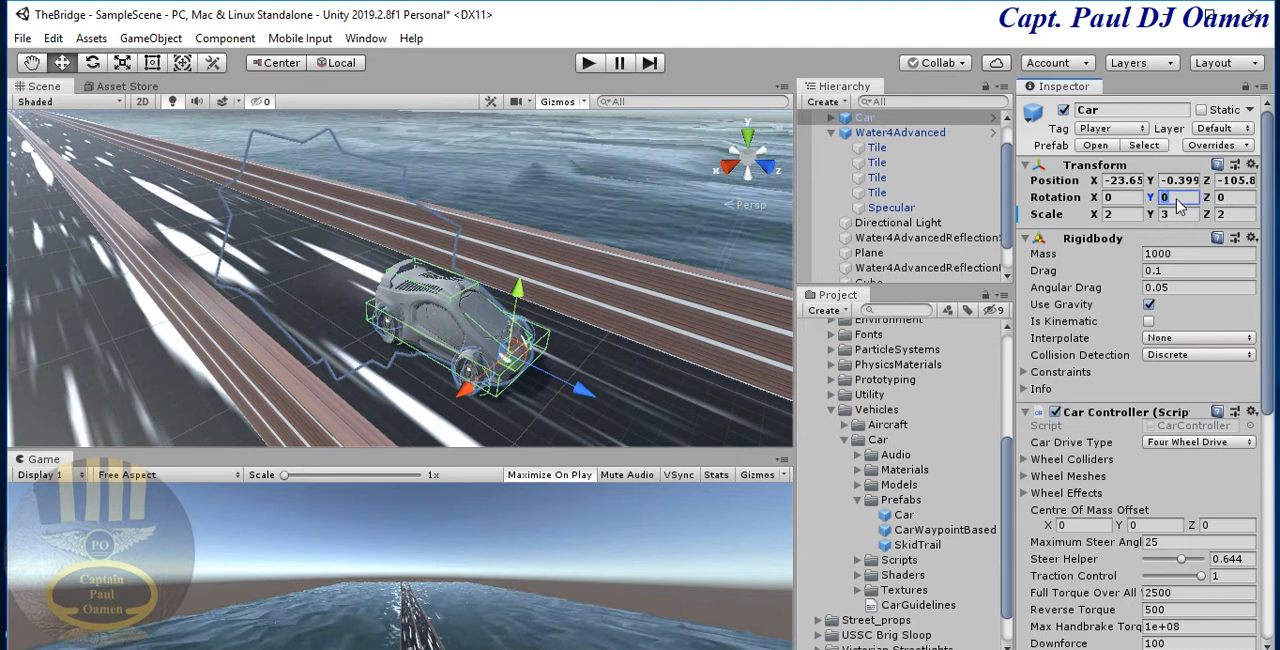 TheBridge - SampleScene - PC, Mac & Linux Standalone - Unity 2019.2.8f1 Personal* <DX11>
Capt. Paul DJ Oamen
File Edit Assets GameObject Component Mobile Input Window Help
Center Local Collab Account Layers Layout
Scene Asset Store
Shaded 2D 0 Gizmos All
y
x z
Persp
Game
Display 1 Free Aspect Scale 1x Maximize On Play Mute Audio VSync Stats Gizmos
PO
Captain
Paul
Oamen
Hierarchy
Create All
Car
Water4Advanced
Tile
Tile
Tile
Tile
Specular
Directional Light
Water4AdvancedReflection
Plane
Water4AdvancedReflectionI
Cube
Project
Create 9
Environment
Fonts
ParticleSystems
PhysicsMaterials
Prototyping
Utility
Vehicles
Aircraft
Car
Audio
Materials
Models
Prefabs
Car
CarWaypointBased
SkidTrail
Scripts
Shaders
Textures
CarGuidelines
Street_props
USSC Brig Sloop
Victorian Streetlights
Inspector
Car Static
Tag Player Layer Default
Prefab Open Select Overrides
Transform
Position X -23.65 Y -0.399 Z -105.8
Rotation X 0 Y 0 Z 0
Scale X 2 Y 3 Z 2
Rigidbody
Mass 1000
Drag 0.1
Angular Drag 0.05
Use Gravity
Is Kinematic
Interpolate None
Collision Detection Discrete
Constraints
Info
Car Controller (Scrip
Script CarController
Car Drive Type Four Wheel Drive
Wheel Colliders
Wheel Meshes
Wheel Effects
Centre Of Mass Offset
X 0 Y 0 Z 0
Maximum Steer Angl 25
Steer Helper 0.644
Traction Control 1
Full Torque Over All 2500
Reverse Torque 500
Max Handbrake Torq 1e+08
Downforce 100